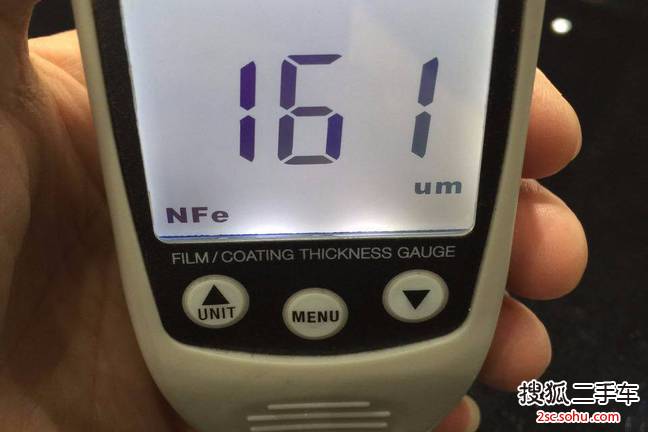 161
um
NFe
FILM / COATING THICKNESS GAUGE
UNIT
MENU
搜狐二手车
2sc.sohu.com